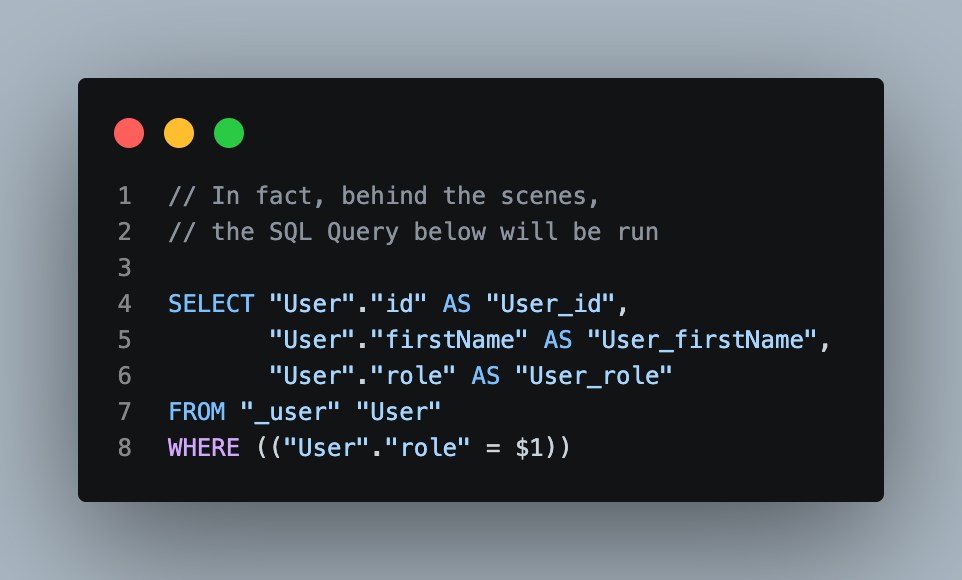 1 // In fact, behind the scenes,
2 // the SQL Query below will be run
3
4 SELECT "User"."id" AS "User_id",
5 "User"."firstName" AS "User_firstName",
6 "User"."role" AS "User_role"
7 FROM "_user" "User"
8 WHERE (("User"."role" = $1))